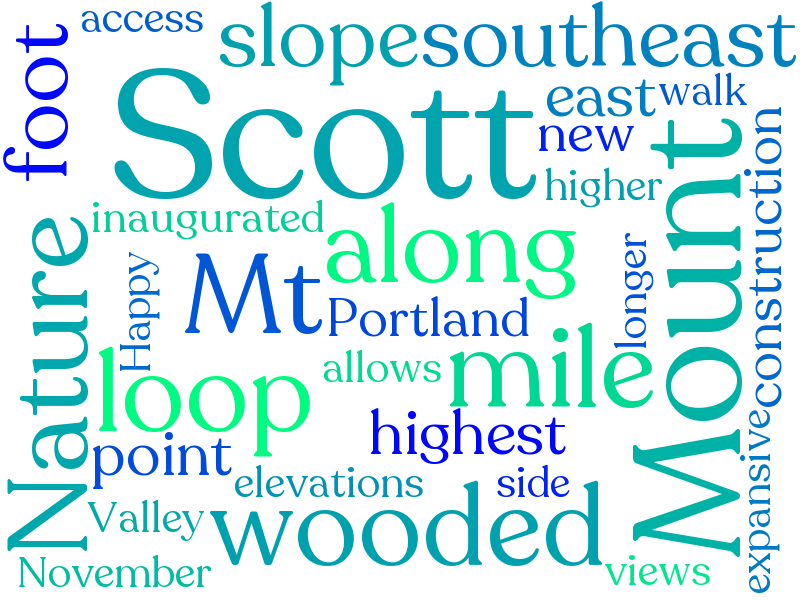 access
slope
southeast
foot
Scott
east
walk
new
higher
inaugurated
along
Mount
construction
Nature
Happy
Mt
Portland
longer
allows
mile
loop
highest
point
elevations
side
expansive
Valley
wooded
November
views